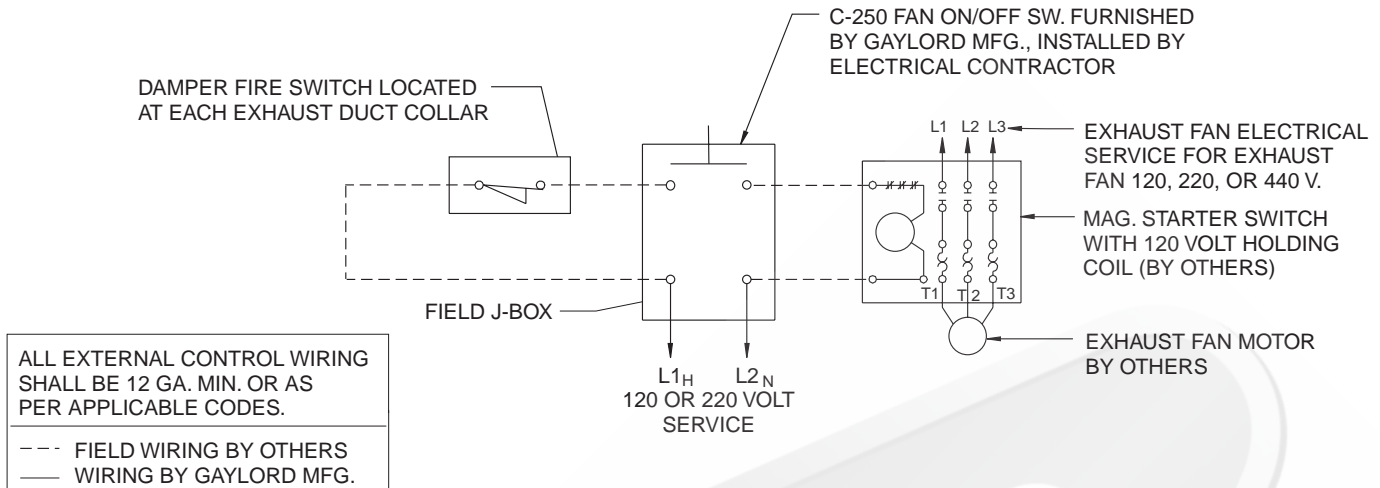 C-250 FAN ON/OFF SW. FURNISHED
BY GAYLORD MFG., INSTALLED BY
ELECTRICAL CONTRACTOR
DAMPER FIRE SWITCH LOCATED
AT EACH EXHAUST DUCT COLLAR
L1 L2 L3
EXHAUST FAN ELECTRICAL
SERVICE FOR EXHAUST
FAN 120, 220, OR 440 V.
MAG. STARTER SWITCH
WITH 120 VOLT HOLDING
COIL (BY OTHERS)
T1 T2 T3
FIELD J-BOX
EXHAUST FAN MOTOR
BY OTHERS
L1H L2N
120 OR 220 VOLT
SERVICE
ALL EXTERNAL CONTROL WIRING
SHALL BE 12 GA. MIN. OR AS
PER APPLICABLE CODES.
FIELD WIRING BY OTHERS
WIRING BY GAYLORD MFG.